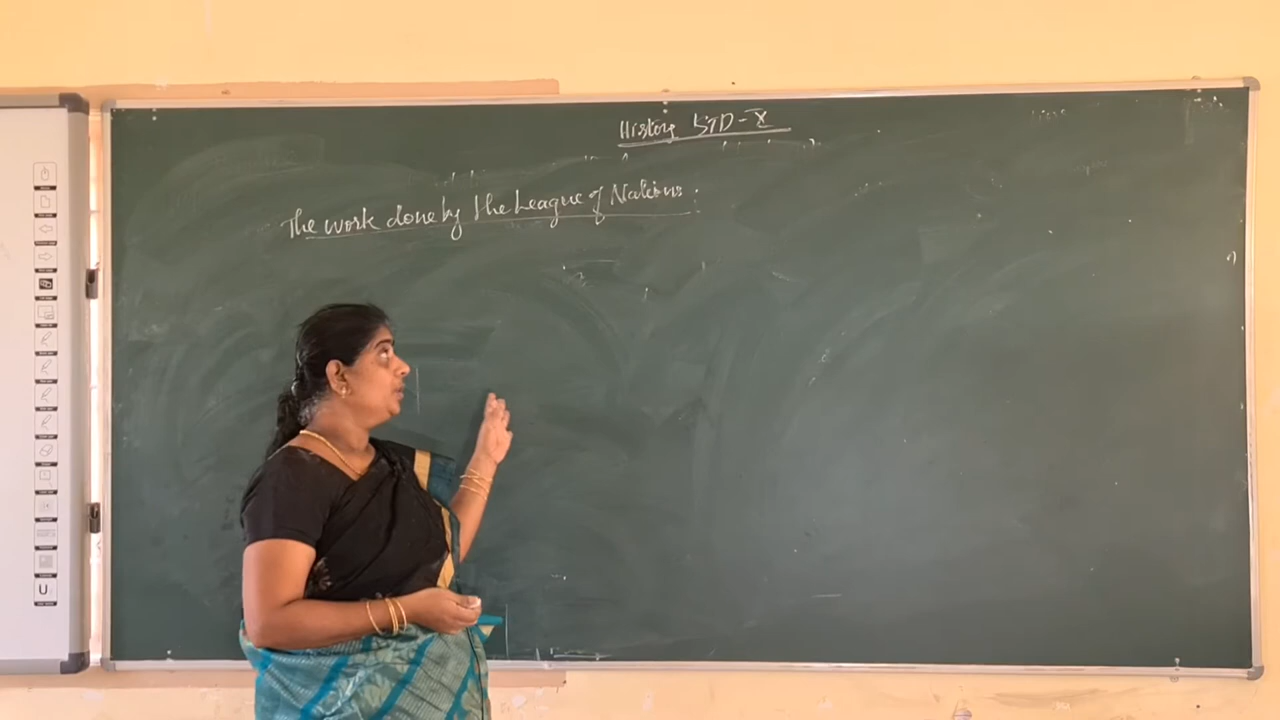 History STD-X
The work done by the League of Nations.